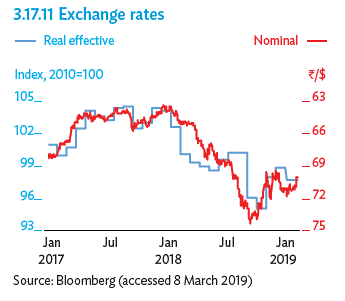 3.17.11 Exchange rates
Real effective Nominal
Index, 2010=100 ₹/$
105 63
102 66
99 69
96 72
93 75
Jan Jul Jan Jul Jan
2017 2018 2019
Source: Bloomberg (accessed 8 March 2019)